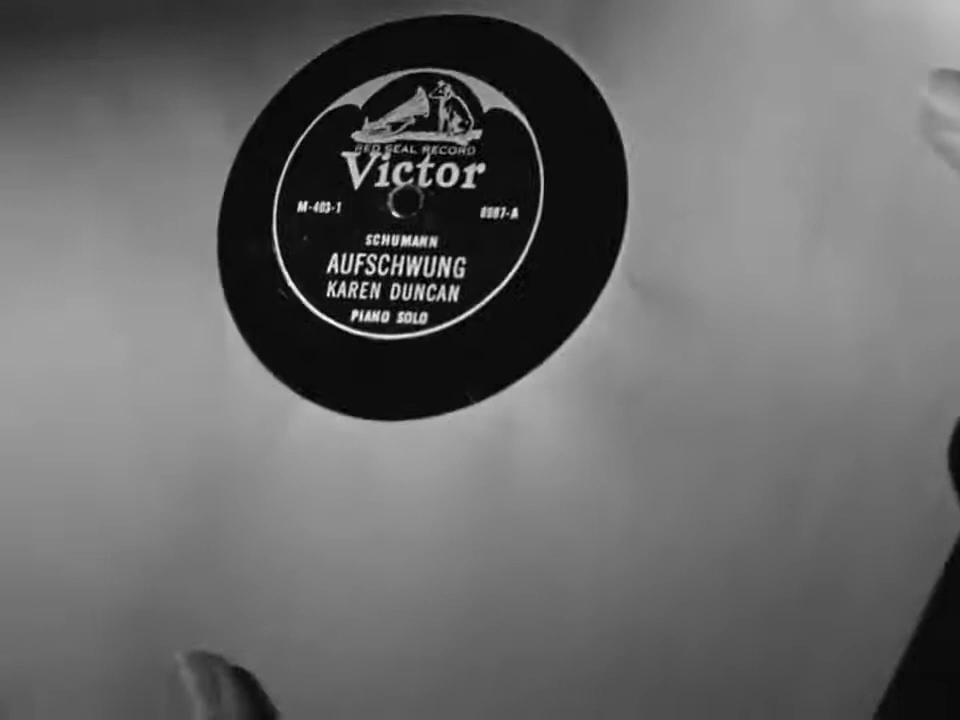 RED SEAL RECORD
Victor
M-403-1
SCHUMANN
AUFSCHWUNG
KAREN DUNCAN
PIANO SOLO